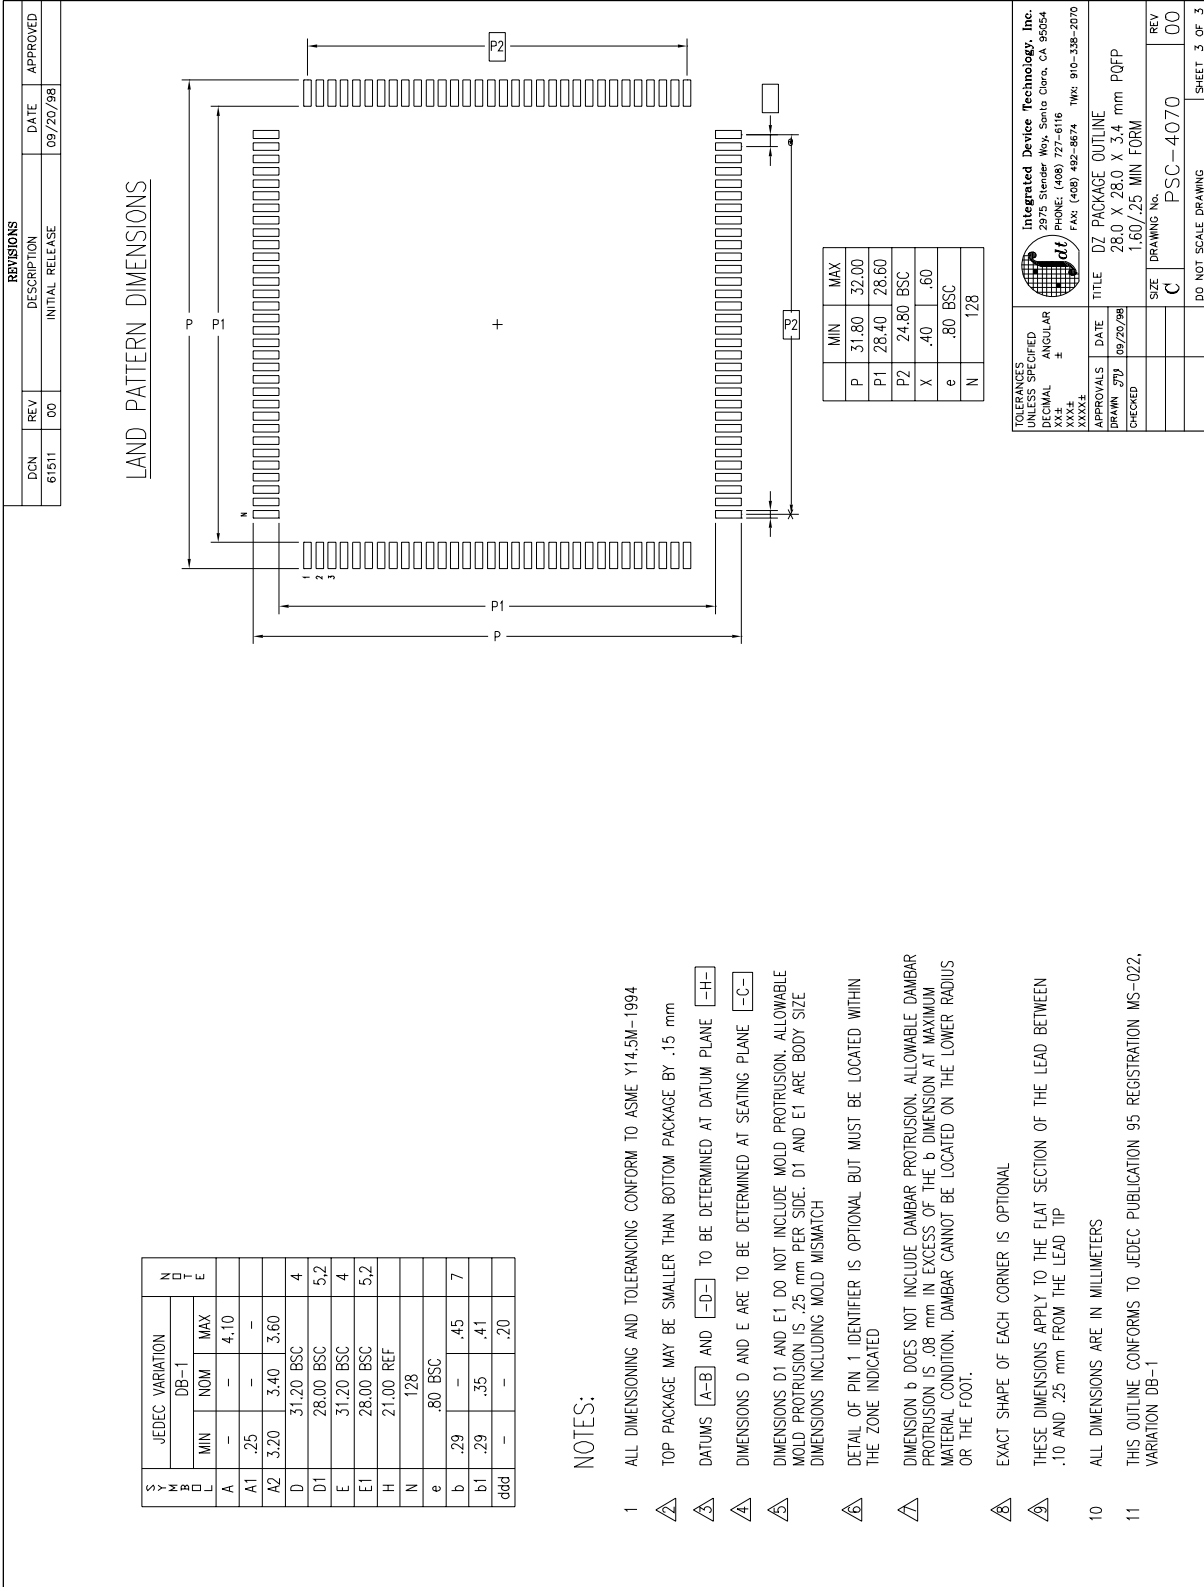 REVISIONS
DCN REV DESCRIPTION DATE APPROVED
61511 00 INITIAL RELEASE 09/20/98
LAND PATTERN DIMENSIONS
P
P1
P2
N
1
2
3
P1
P
X
e
P2
MIN MAX
P 31.80 32.00
P1 28.40 28.60
P2 24.80 BSC
X .40 .60
e .80 BSC
N 128
SYMBOL JEDEC VARIATION NOTE
DB-1
MIN NOM MAX
A – – 4.10
A1 .25 – –
A2 3.20 3.40 3.60
D 31.20 BSC 4
D1 28.00 BSC 5,2
E 31.20 BSC 4
E1 28.00 BSC 5,2
H 21.00 REF
N 128
e .80 BSC
b .29 – .45 7
b1 .29 .35 .41
ddd – – .20
NOTES:
1 ALL DIMENSIONING AND TOLERANCING CONFORM TO ASME Y14.5M-1994
2 TOP PACKAGE MAY BE SMALLER THAN BOTTOM PACKAGE BY .15 mm
3 DATUMS A-B AND -D- TO BE DETERMINED AT DATUM PLANE -H-
4 DIMENSIONS D AND E ARE TO BE DETERMINED AT SEATING PLANE -C-
5 DIMENSIONS D1 AND E1 DO NOT INCLUDE MOLD PROTRUSION. ALLOWABLE
MOLD PROTRUSION IS .25 mm PER SIDE. D1 AND E1 ARE BODY SIZE
DIMENSIONS INCLUDING MOLD MISMATCH
6 DETAIL OF PIN 1 IDENTIFIER IS OPTIONAL BUT MUST BE LOCATED WITHIN
THE ZONE INDICATED
7 DIMENSION b DOES NOT INCLUDE DAMBAR PROTRUSION. ALLOWABLE DAMBAR
PROTRUSION IS .08 mm IN EXCESS OF THE b DIMENSION AT MAXIMUM
MATERIAL CONDITION. DAMBAR CANNOT BE LOCATED ON THE LOWER RADIUS
OR THE FOOT.
8 EXACT SHAPE OF EACH CORNER IS OPTIONAL
9 THESE DIMENSIONS APPLY TO THE FLAT SECTION OF THE LEAD BETWEEN
.10 AND .25 mm FROM THE LEAD TIP
10 ALL DIMENSIONS ARE IN MILLIMETERS
11 THIS OUTLINE CONFORMS TO JEDEC PUBLICATION 95 REGISTRATION MS-022,
VARIATION DB-1
TOLERANCES
UNLESS SPECIFIED
DECIMAL ANGULAR
XX± ±
XXX±
XXXX±
APPROVALS DATE
DRAWN 09/20/98
CHECKED
idt
Integrated Device Technology, Inc.
2975 Stender Way, Santa Clara, CA 95054
PHONE: (408) 727-6116
FAX: (408) 492-8674 TWX: 910-338-2070
TITLE DZ PACKAGE OUTLINE
28.0 X 28.0 X 3.4 mm PQFP
1.60/.25 MIN FORM
SIZE DRAWING No. REV
C PSC-4070 00
DO NOT SCALE DRAWING SHEET 3 OF 3